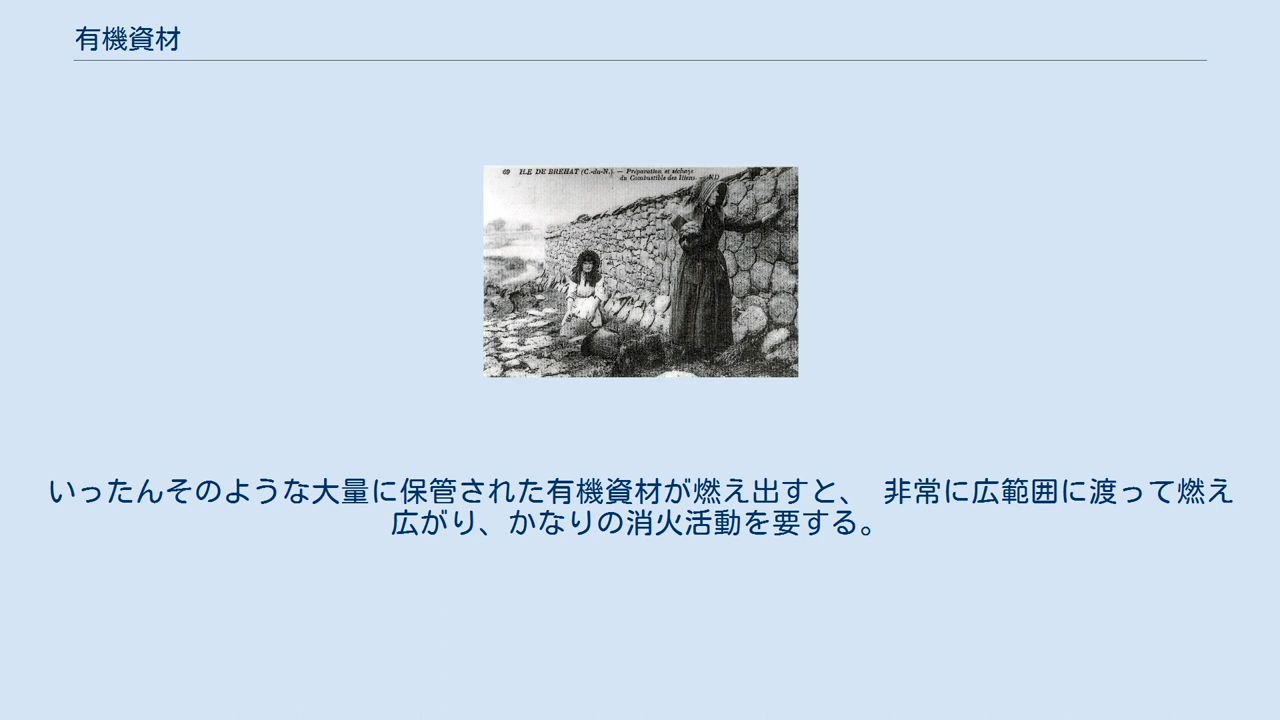 有機資材
69 ILE DE BREHAT (C.-du-N.) — Préparation et séchage
du Combustible des Iliens. — ND
いったんそのような大量に保管された有機資材が燃え出すと、 非常に広範囲に渡って燃え
広がり、かなりの消火活動を要する。